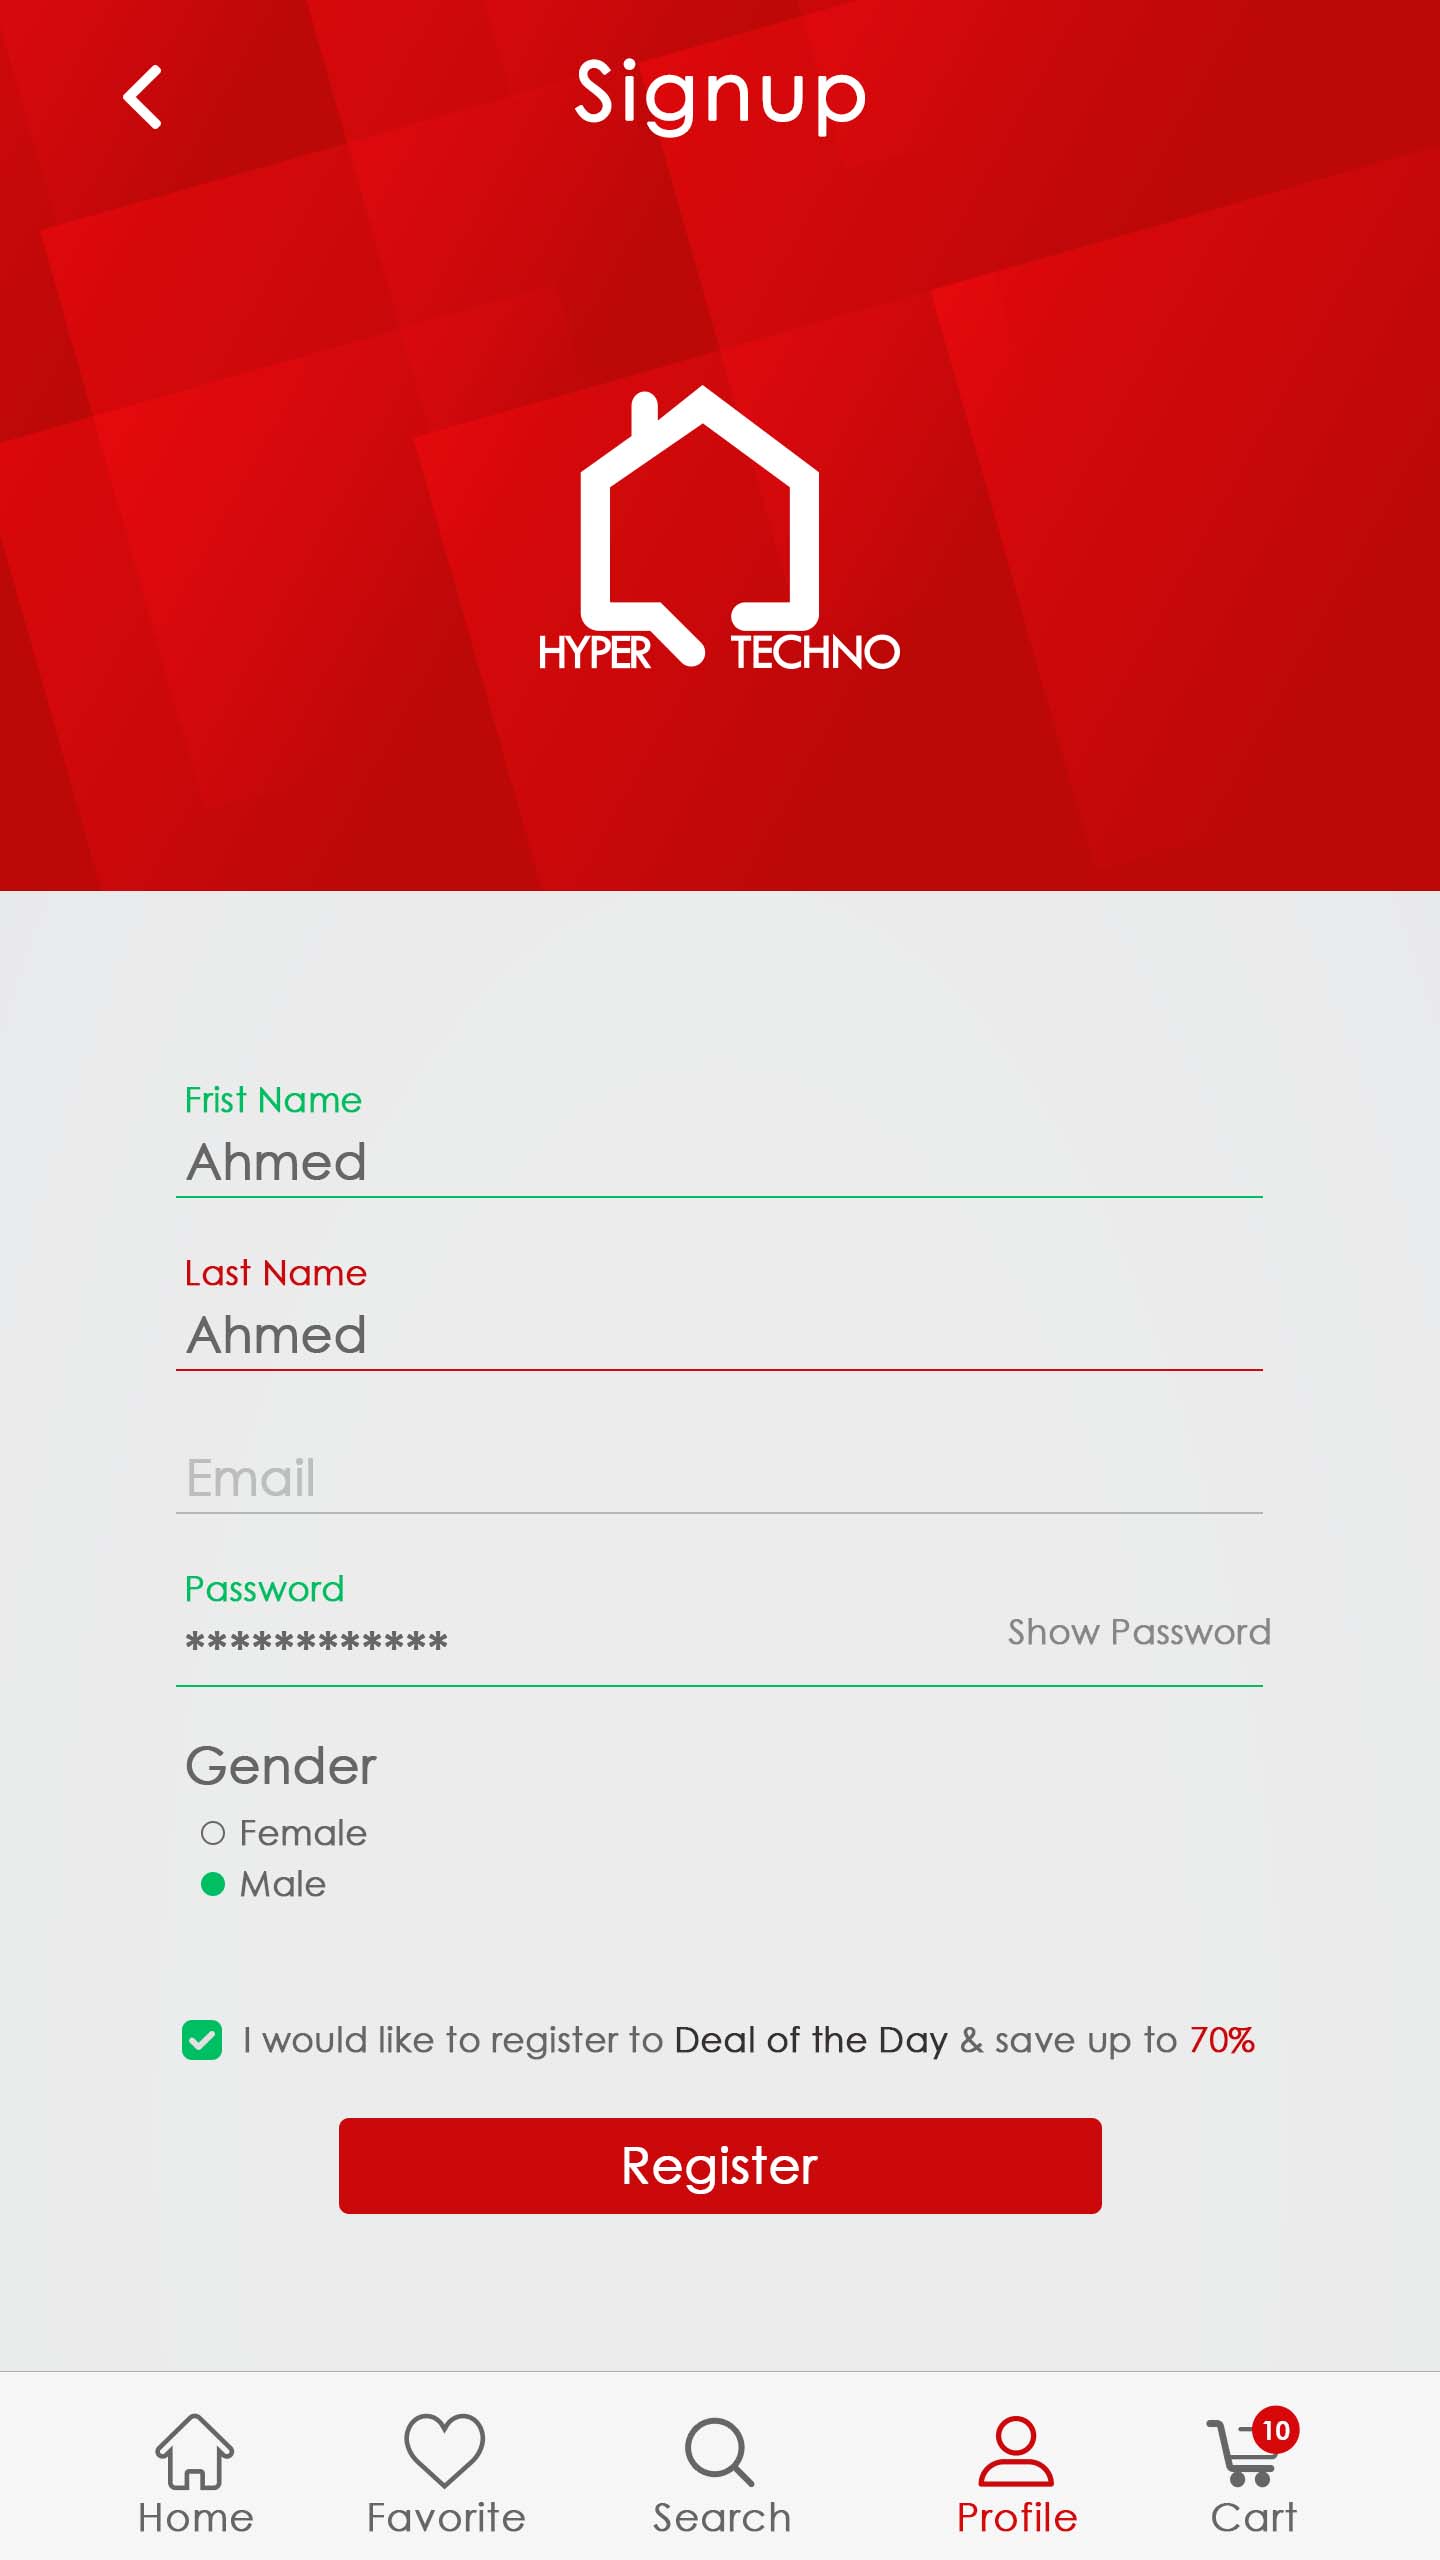 Signup
HYPER TECHNO
Frist Name
Ahmed
Last Name
Ahmed
Email
Password
************
Show Password
Gender
Female
Male
I would like to register to Deal of the Day & save up to 70%
Register
10
Home Favorite Search Profile Cart